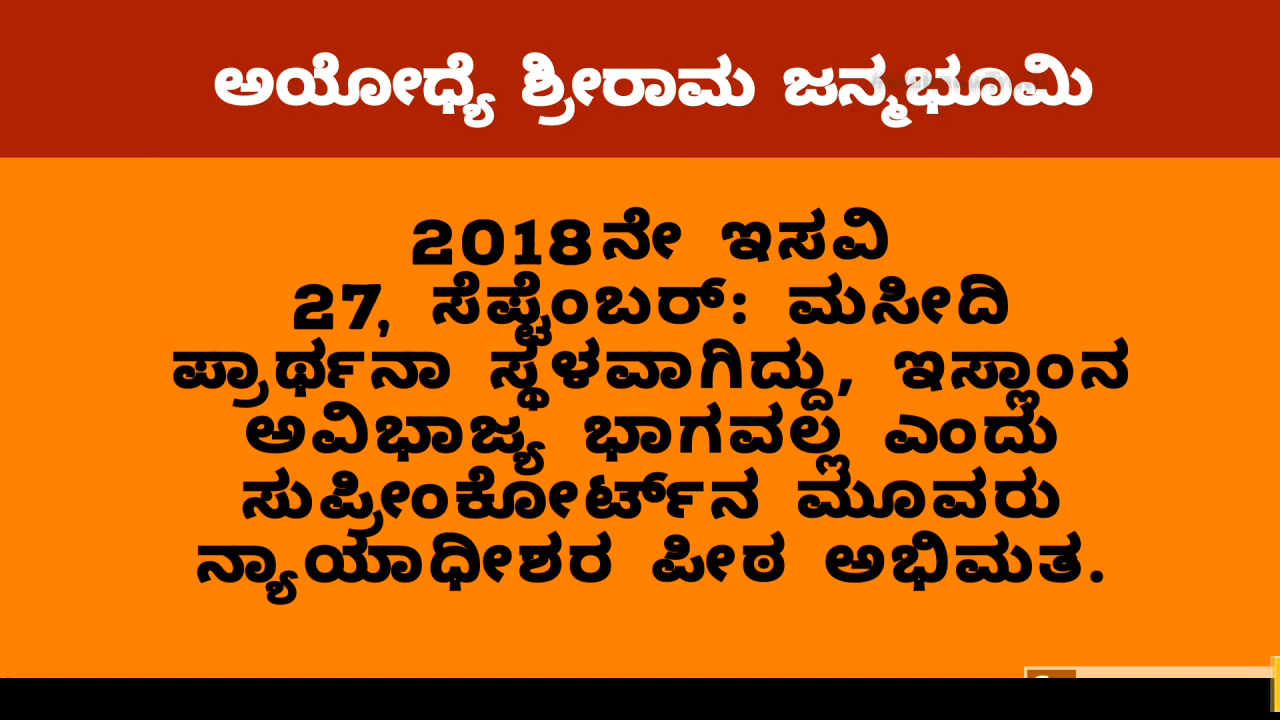 ಅಯೋಧ್ಯೆ ಶ್ರೀರಾಮ ಜನ್ಮಭೂಮಿ
2018ನೇ ಇಸವಿ
27, ಸೆಪ್ಟೆಂಬರ್: ಮಸೀದಿ
ಪ್ರಾರ್ಥನಾ ಸ್ಥಳವಾಗಿದ್ದು, ಇಸ್ಲಾಂನ
ಅವಿಭಾಜ್ಯ ಭಾಗವಲ್ಲ ಎಂದು
ಸುಪ್ರೀಂಕೋರ್ಟ್‌ನ ಮೂವರು
ನ್ಯಾಯಾಧೀಶರ ಪೀಠ ಅಭಿಮತ.